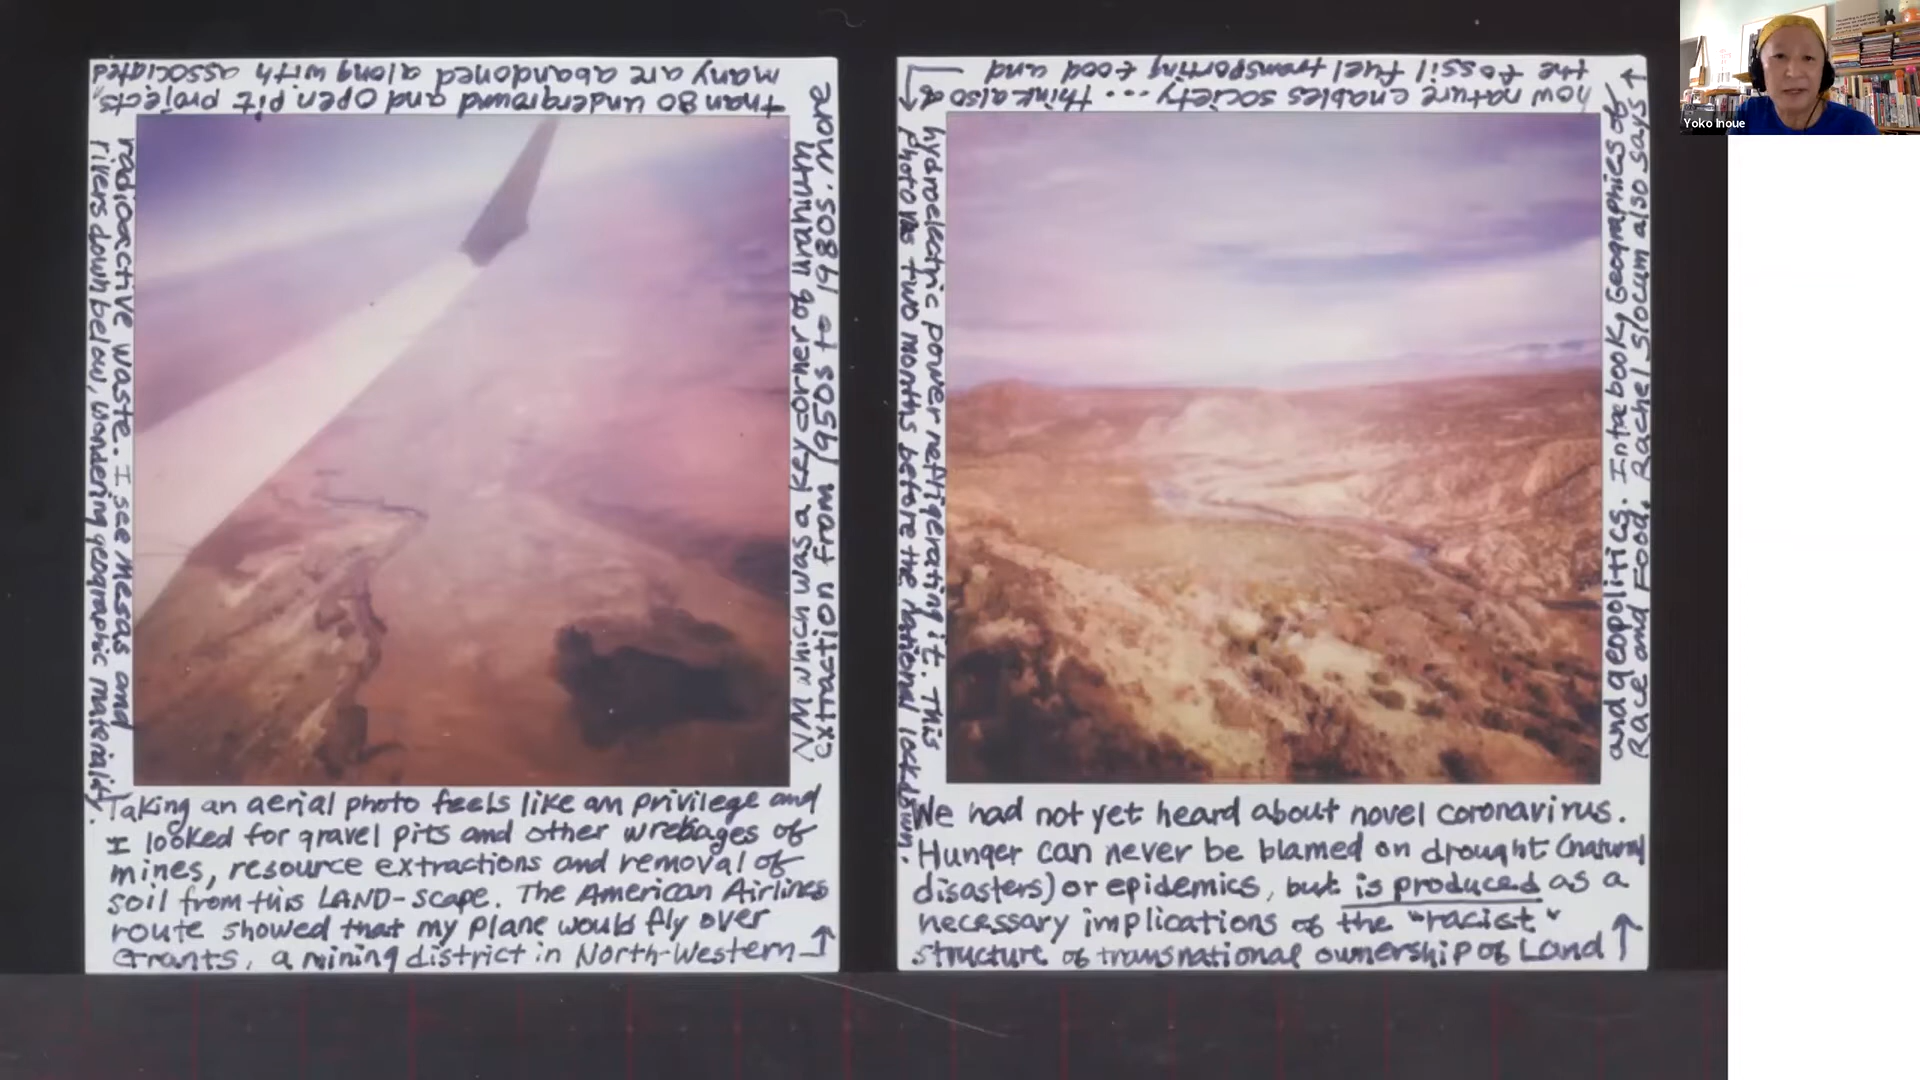 Taking an aerial photo feels like an privilege and
I looked for gravel pits and other wreckages of
mines, resource extractions and removal of
soil from this LAND-scape. The American Airlines
route showed that my plane would fly over
Grants, a mining district in North-Western
NM which was a key corner of uranium
extraction from 1950s to 1980s. More
than 80 underground and open pit projects
many are abandoned along with associated
radioactive waste. I see mesas and
rivers down below, wondering geographic materiality.
We had not yet heard about novel coronavirus.
Hunger can never be blamed on drought (natural
disasters) or epidemics, but is produced as a
necessary implications of the "racist"
structure of transnational ownership of Land
and geopolitics. In the book, Geographies of
Race and Food. Rachel Slocum also says
how nature enables society... think also of
the fossil fuel transporting food and
hydroelectric power refrigerating it. This
photo was two months before the national lockdown.
Yoko Inoue